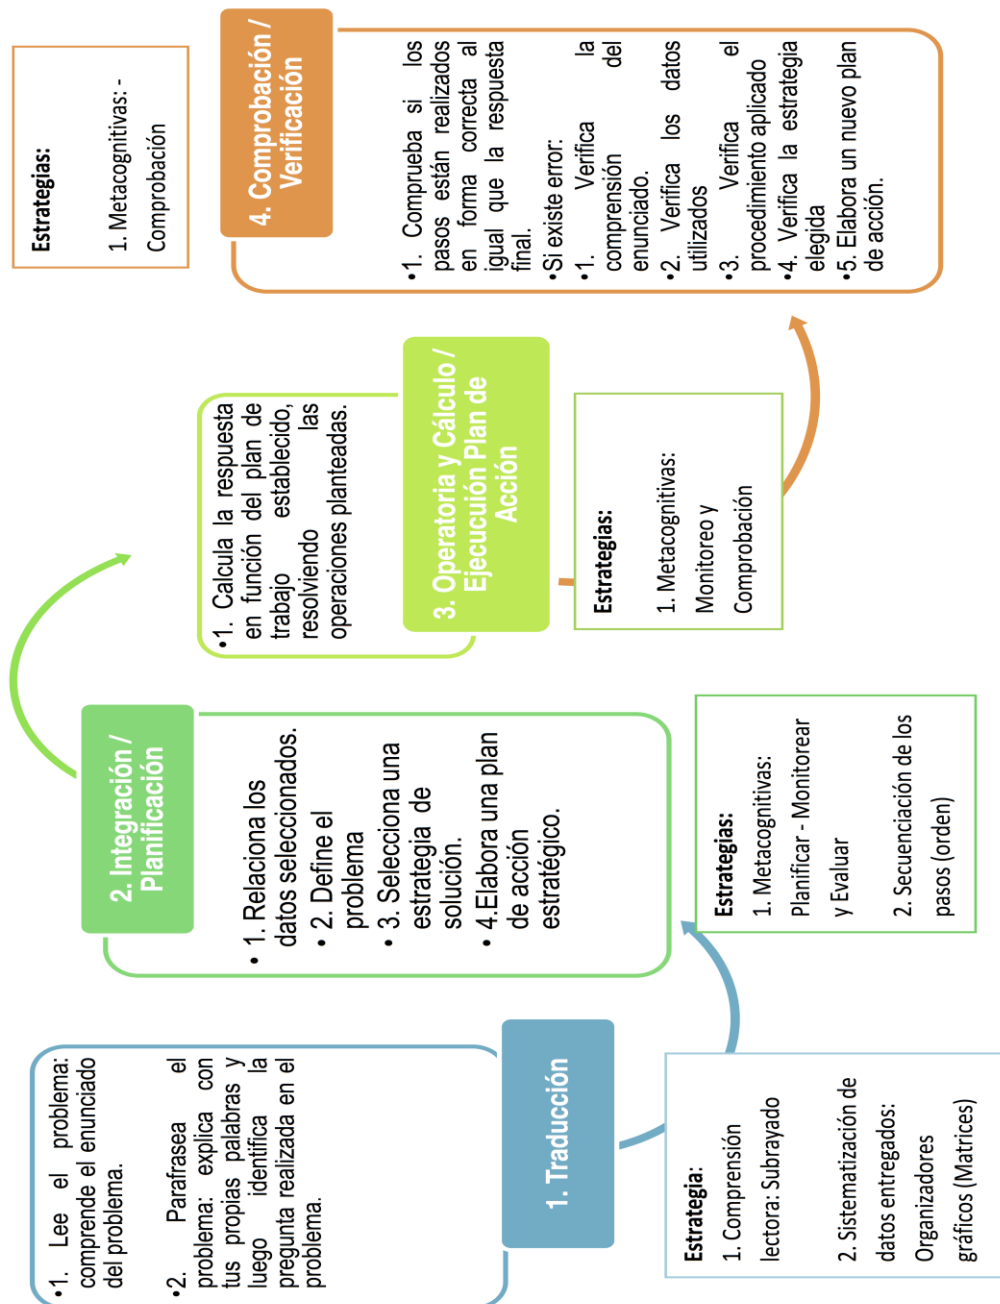 •1. Lee el problema:
comprende el enunciado
del problema.
•2. Parafrasea el
problema: explica con
tus propias palabras y
luego identifica la
pregunta realizada en el
problema.
1. Traducción
Estrategia:
1. Comprensión
lectora: Subrayado
2. Sistematización de
datos entregados:
Organizadores
gráficos (Matrices)
2. Integración /
Planificación
• 1. Relaciona los
datos seleccionados.
• 2. Define el
problema
• 3. Selecciona una
estrategia de
solución.
• 4.Elabora una plan
de acción
estratégico.
Estrategias:
1. Metacognitivas:
Planificar - Monitorear
y Evaluar
2. Secuenciación de los
pasos (orden)
•1. Calcula la respuesta
en función del plan de
trabajo establecido,
resolviendo las
operaciones planteadas.
3. Operatoria y Cálculo /
Ejecucuión Plan de
Acción
Estrategias:
1. Metacognitivas:
Monitoreo y
Comprobación
Estrategias:
1. Metacognitivas: -
Comprobación
4. Comprobación /
Verificación
•1. Comprueba si los
pasos están realizados
en forma correcta al
igual que la respuesta
final.
•Si existe error:
•1. Verifica la
comprensión del
enunciado.
•2. Verifica los datos
utilizados
•3. Verifica el
procedimiento aplicado
•4. Verifica la estrategia
elegida
•5. Elabora un nuevo plan
de acción.